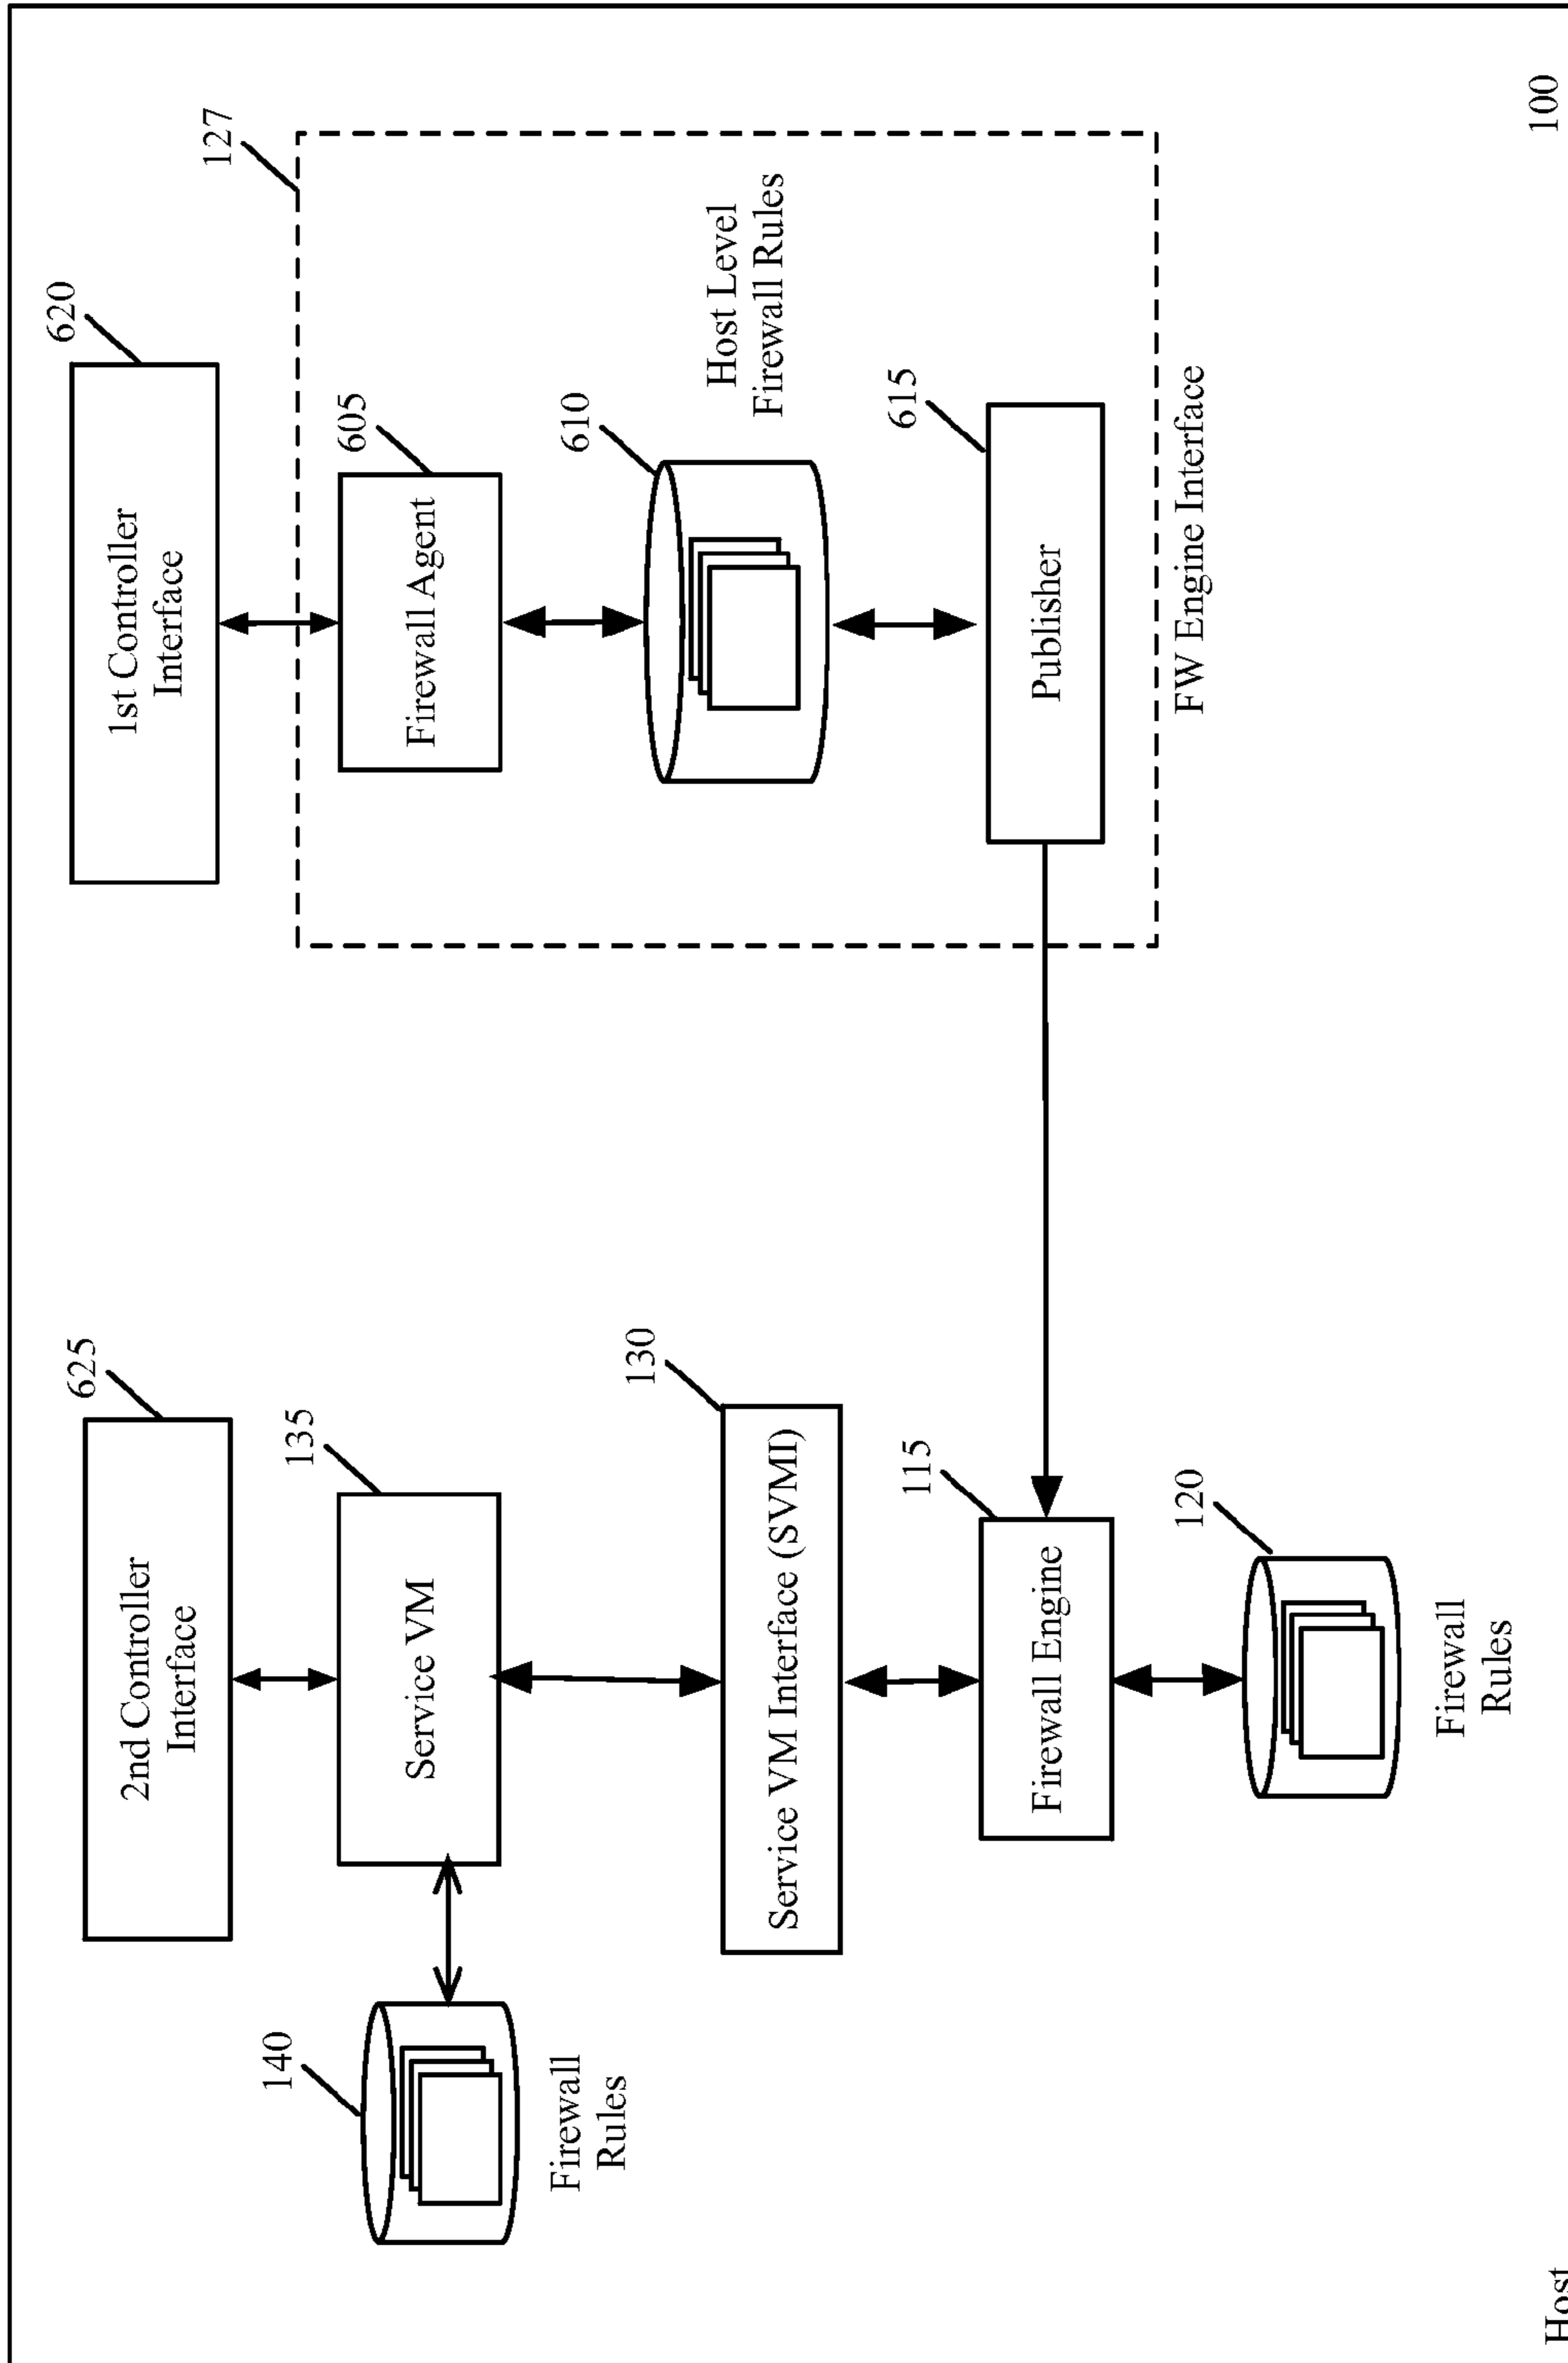 625
2nd Controller
Interface
620
1st Controller
Interface
127
140
Firewall
Rules
135
Service VM
605
Firewall Agent
130
Service VM Interface (SVMI)
610
Host Level
Firewall Rules
115
Firewall Engine
615
Publisher
120
Firewall
Rules
FW Engine Interface
Host
100